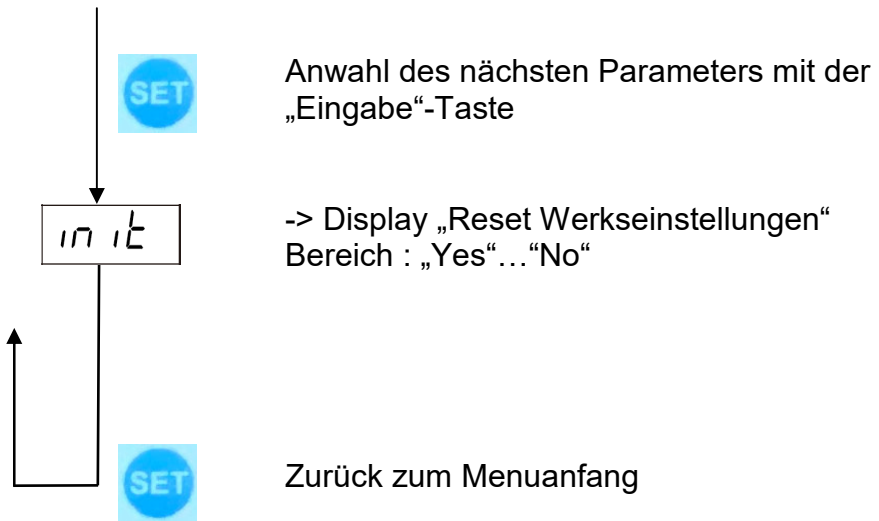 SET
Anwahl des nächsten Parameters mit der
„Eingabe“-Taste
init
-> Display „Reset Werkseinstellungen“
Bereich : „Yes“…“No“
SET
Zurück zum Menuanfang